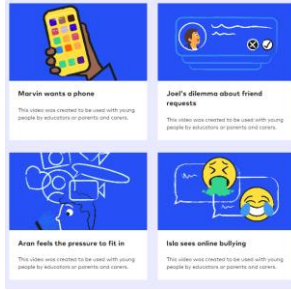 Marvin wants a phone
This video was created to be used with young
people by educators or parents and carers.
Joel's dilemma about friend
requests
This video was created to be used with young
people by educators or parents and carers.
Aran feels the pressure to fit in
This video was created to be used with young
people by educators or parents and carers.
Isla sees online bullying
This video was created to be used with young
people by educators or parents and carers.